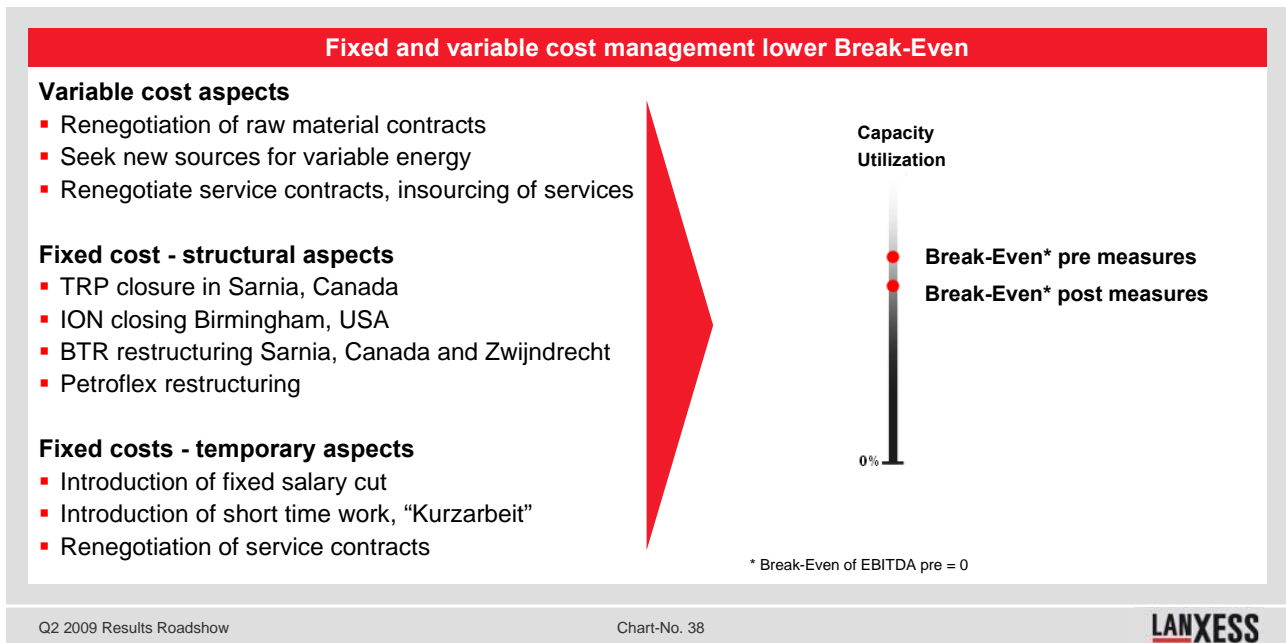 Fixed and variable cost management lower Break-Even
Variable cost aspects
▪ Renegotiation of raw material contracts
▪ Seek new sources for variable energy
▪ Renegotiate service contracts, insourcing of services
Fixed cost - structural aspects
▪ TRP closure in Sarnia, Canada
▪ ION closing Birmingham, USA
▪ BTR restructuring Sarnia, Canada and Zwijndrecht
▪ Petroflex restructuring
Fixed costs - temporary aspects
▪ Introduction of fixed salary cut
▪ Introduction of short time work, “Kurzarbeit”
▪ Renegotiation of service contracts
Capacity
Utilization
Break-Even* pre measures
Break-Even* post measures
0%
* Break-Even of EBITDA pre = 0
Q2 2009 Results Roadshow
Chart-No. 38
LANXESS